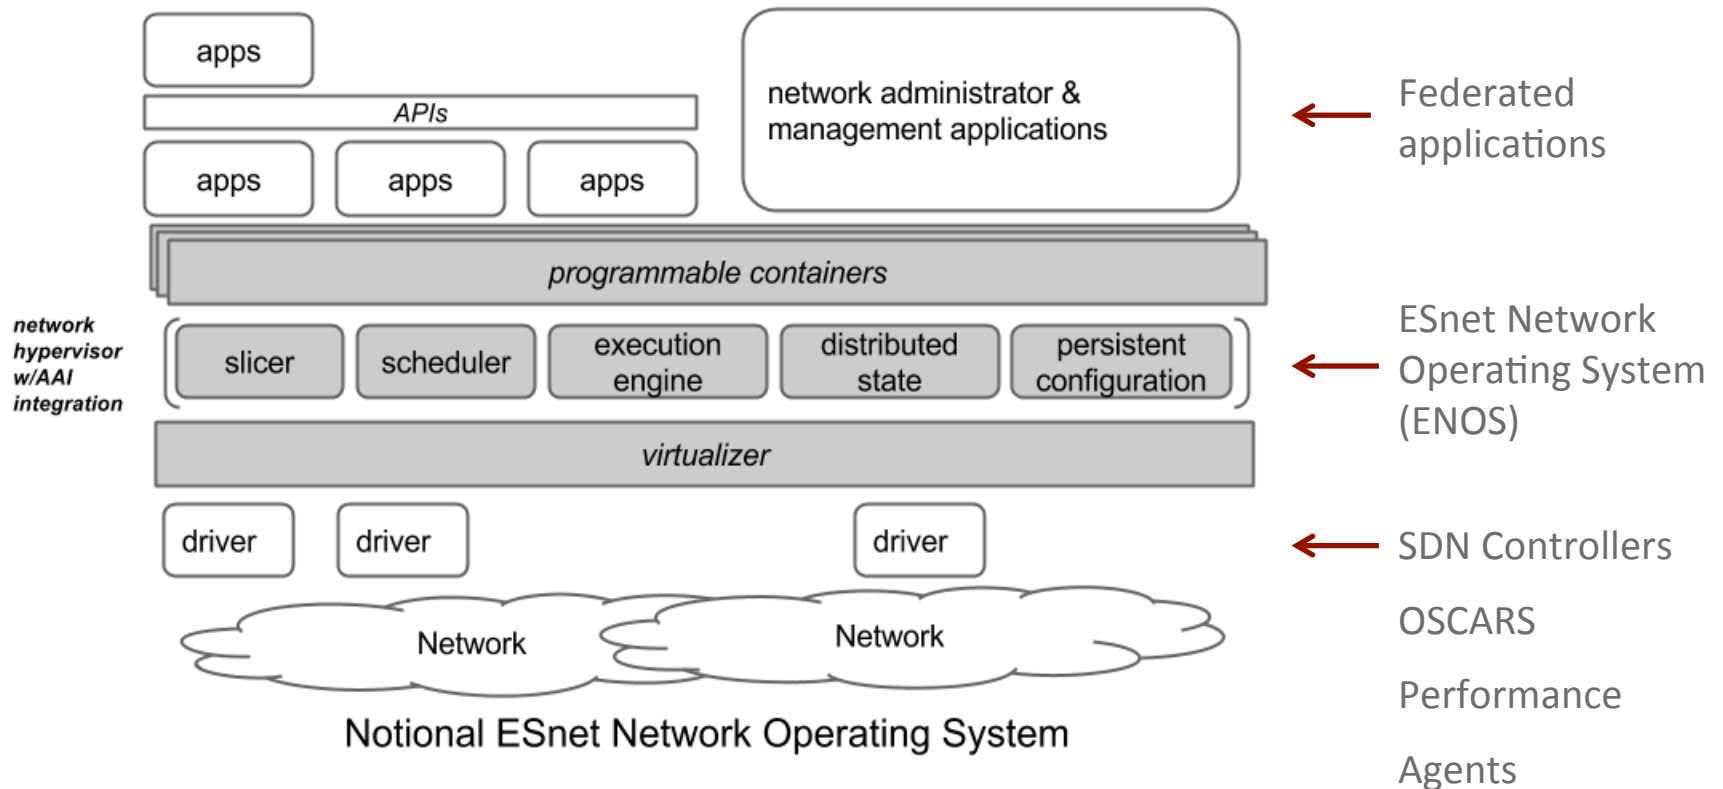 apps
APIs
apps
apps
apps
network administrator &
management applications
Federated
applications
programmable containers
network
hypervisor
w/AAI
integration
slicer
scheduler
execution
engine
distributed
state
persistent
configuration
ESnet Network
Operating System
(ENOS)
virtualizer
driver
driver
driver
SDN Controllers
OSCARS
Performance
Agents
Network
Network
Notional ESnet Network Operating System